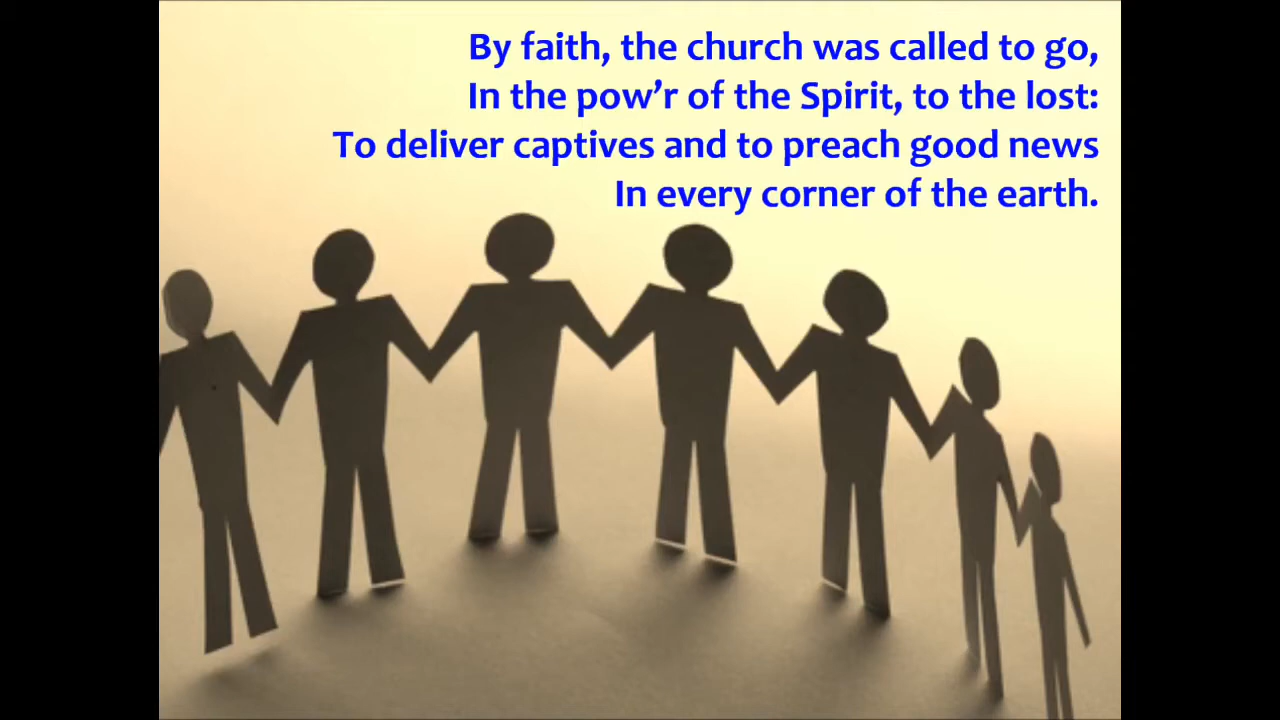 By faith, the church was called to go,
In the pow’r of the Spirit, to the lost:
To deliver captives and to preach good news
In every corner of the earth.